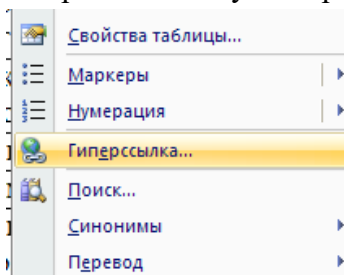 Свойства таблицы...
Маркеры
Нумерация
Гиперссылка...
Поиск...
Синонимы
Перевод